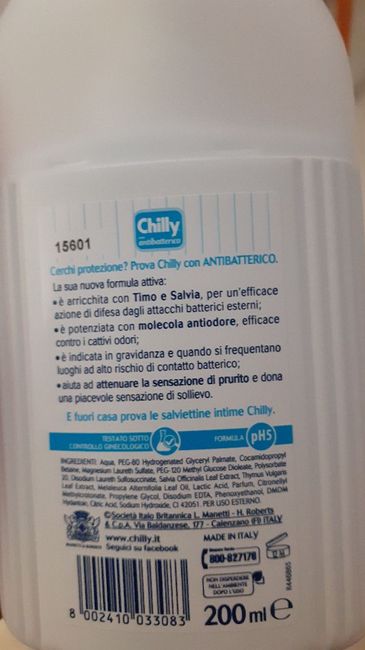 15601
Chilly
antibatterico
Cerchi protezione? Prova Chilly con ANTIBATTERICO.
La sua nuova formula attiva:
•è arricchita con Timo e Salvia, per un'efficace
azione di difesa dagli attacchi batterici esterni;
•è potenziata con molecola antiodore, efficace
contro i cattivi odori;
•è indicata in gravidanza e quando si frequentano
luoghi ad alto rischio di contatto batterico;
•aiuta ad attenuare la sensazione di prurito e dona
una piacevole sensazione di sollievo.
E fuori casa prova le salviettine intime Chilly.
TESTATO SOTTO
CONTROLLO GINECOLOGICO
FORMULA pH5
INGREDIENTI: Aqua, PEG-80 Hydrogenated Glyceryl Palmate, Cocamidopropyl
Betaine, Magnesium Laureth Sulfate, PEG-120 Methyl Glucose Dioleate, Polysorbate
20, Disodium Laureth Sulfosuccinate, Salvia Officinalis Leaf Extract, Thymus Vulgaris
Leaf Extract, Melaleuca Alternifolia Leaf Oil, Lactic Acid, Parfum, Citronellyl
Methylcrotonate, Propylene Glycol, Disodium EDTA, Phenoxyethanol, DMDM
Hydantoin, Citric Acid, Sodium Hydroxide, CI 42051. PER USO ESTERNO.
©Società Italo Britannica L. Manetti - H. Roberts
& C.p.A. Via Baldanzese, 177 - Calenzano (FI) ITALY
www.chilly.it
Seguici su facebook
MADE IN ITALY
800-827176
12 M
NON DISPERDERE
NELL'AMBIENTE
DOPO L'USO
8 002410 033083
200 ml e